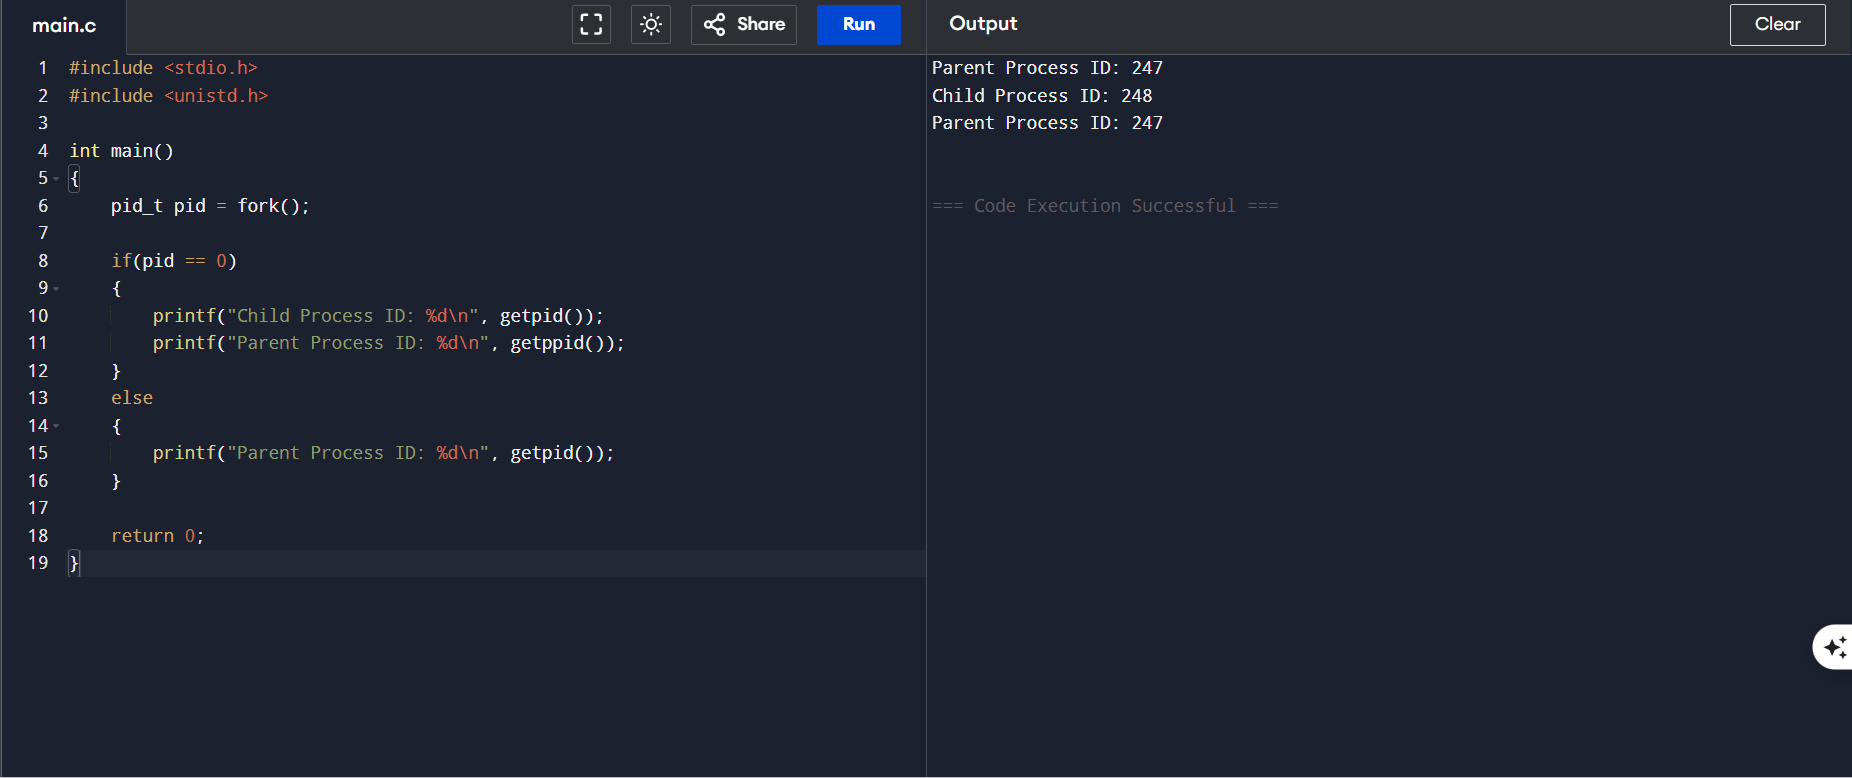 main.c
Share
Run
Output
Clear
1 #include <stdio.h>
2 #include <unistd.h>
3
4 int main()
5 {
6     pid_t pid = fork();
7
8     if(pid == 0)
9     {
10         printf("Child Process ID: %d\n", getpid());
11         printf("Parent Process ID: %d\n", getppid());
12     }
13     else
14     {
15         printf("Parent Process ID: %d\n", getpid());
16     }
17
18     return 0;
19 }
Parent Process ID: 247
Child Process ID: 248
Parent Process ID: 247
=== Code Execution Successful ===